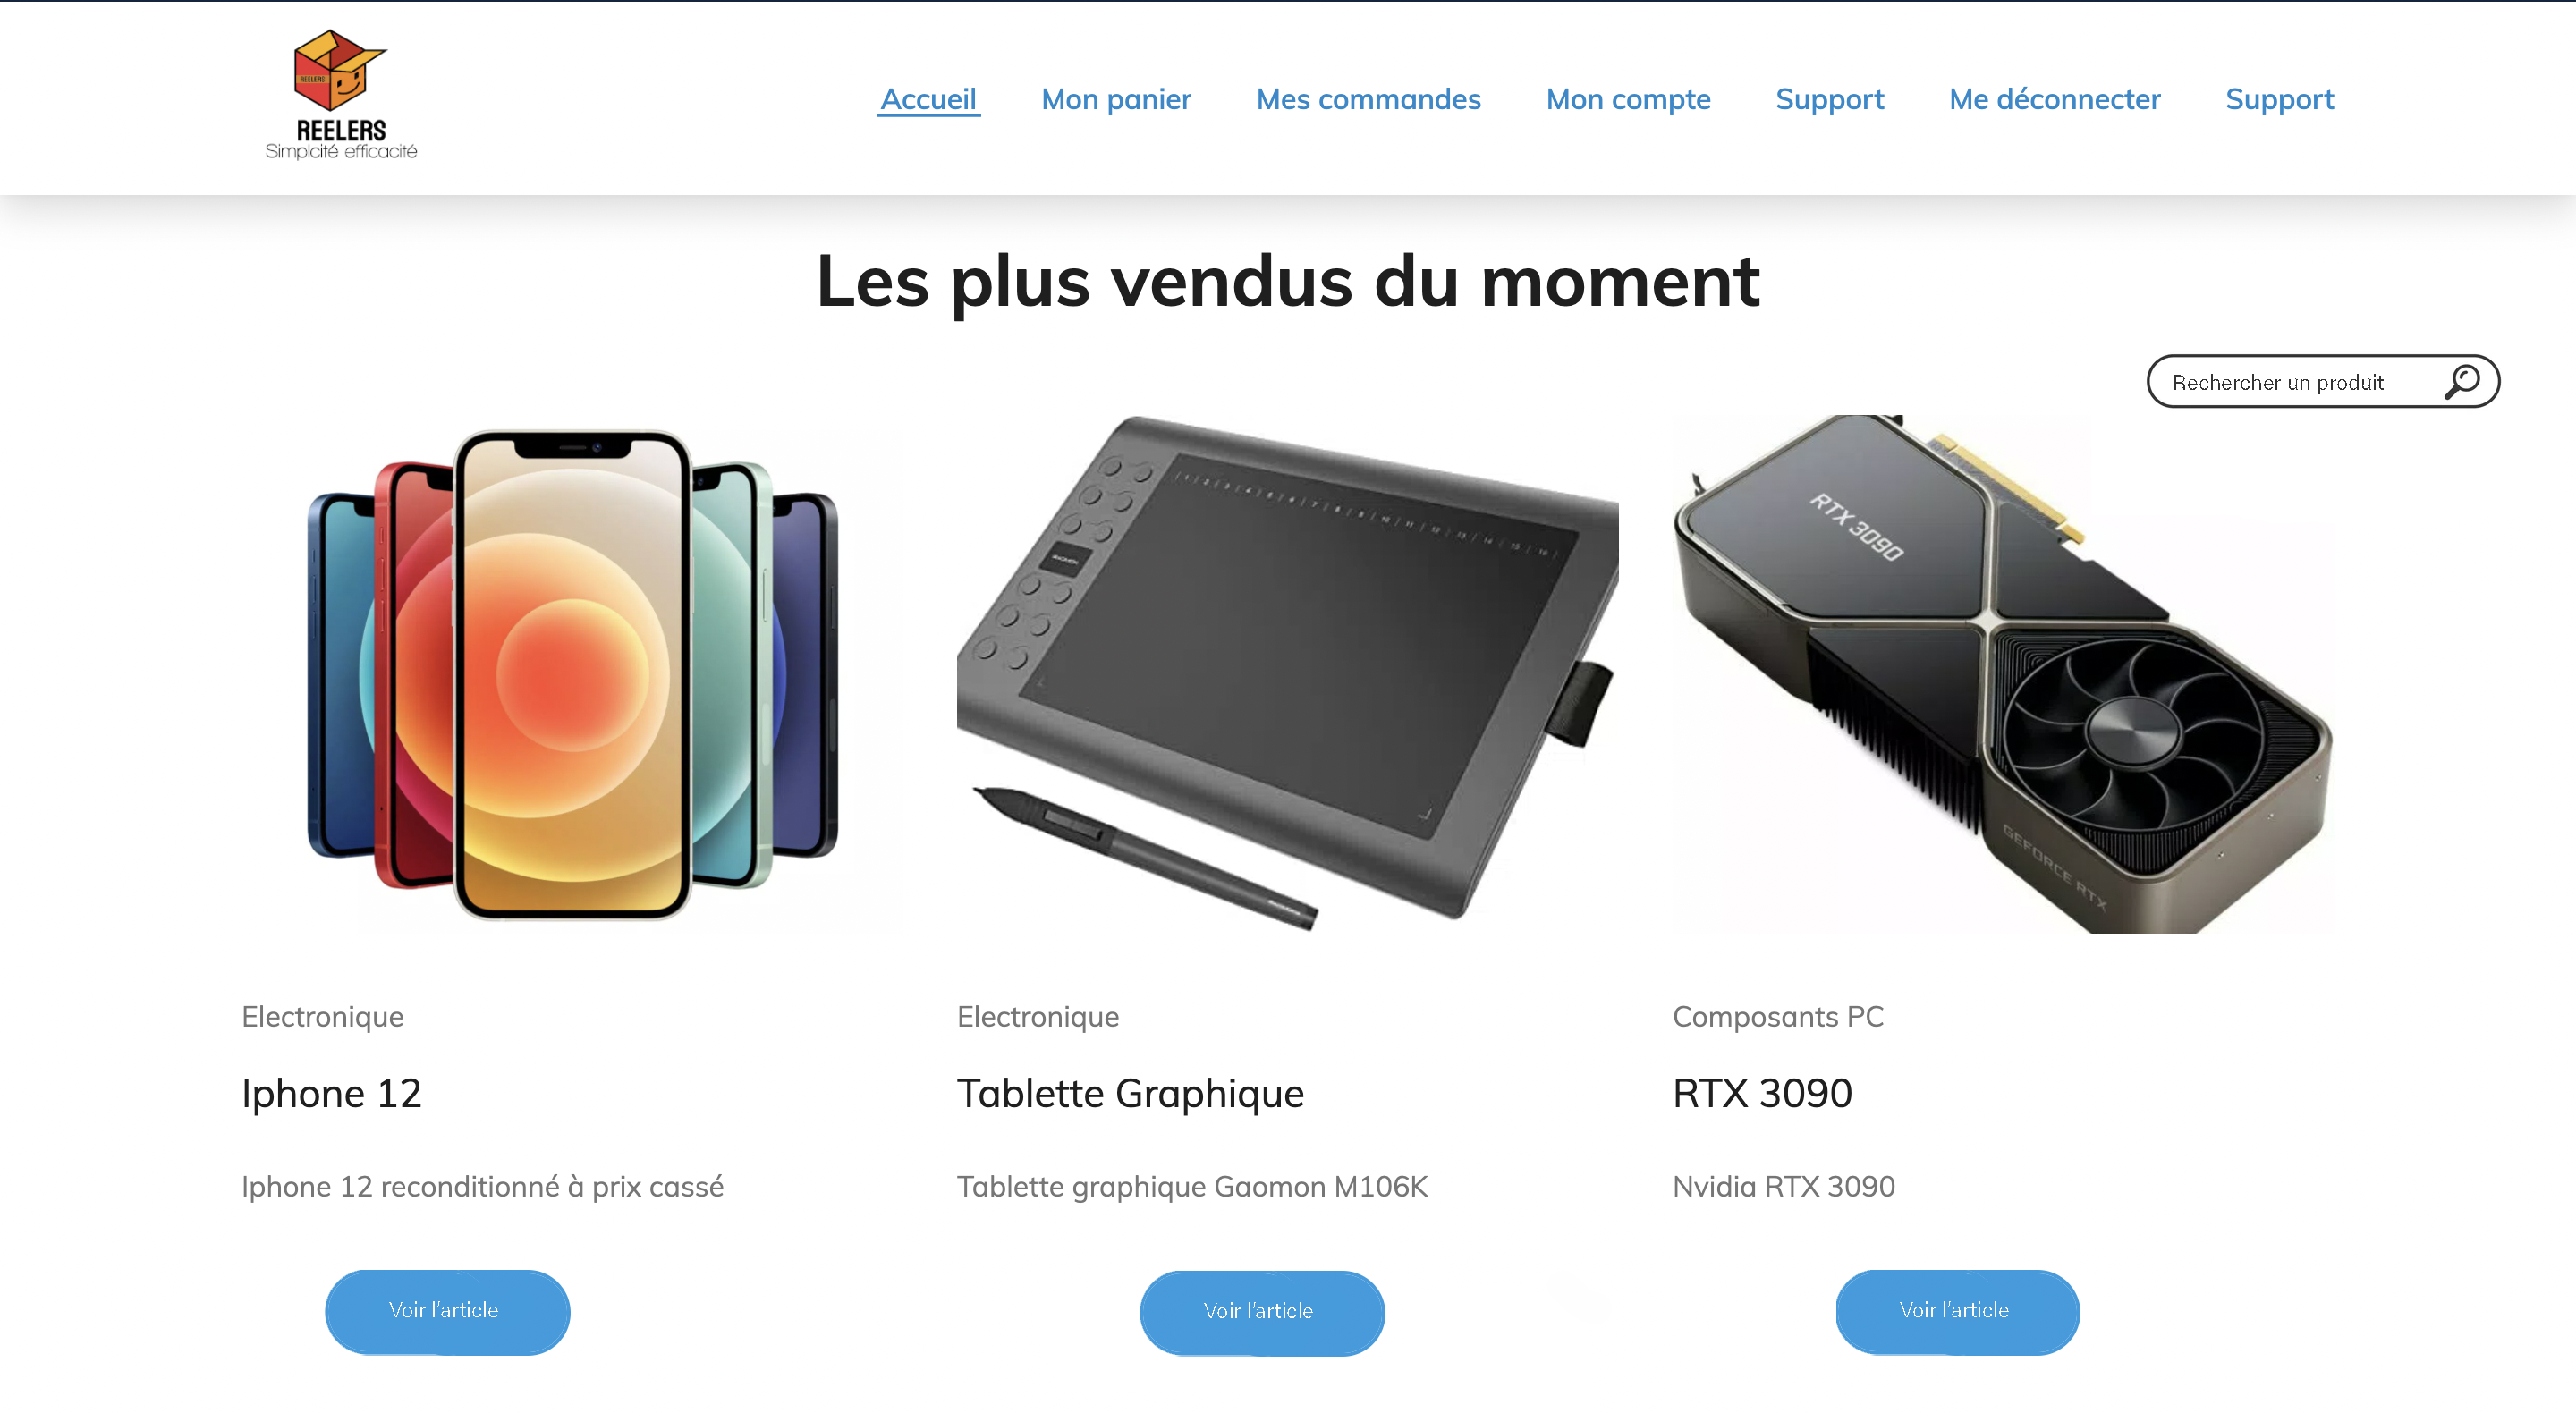 REELERS
REELERS
Simplcité efficacité
Accueil Mon panier Mes commandes Mon compte Support Me déconnecter Support
Les plus vendus du moment
Rechercher un produit
RTX 3090
GEFORCE RTX
Electronique
Iphone 12
Iphone 12 reconditionné à prix cassé
Voir l'article
Electronique
Tablette Graphique
Tablette graphique Gaomon M106K
Voir l'article
Composants PC
RTX 3090
Nvidia RTX 3090
Voir l'article